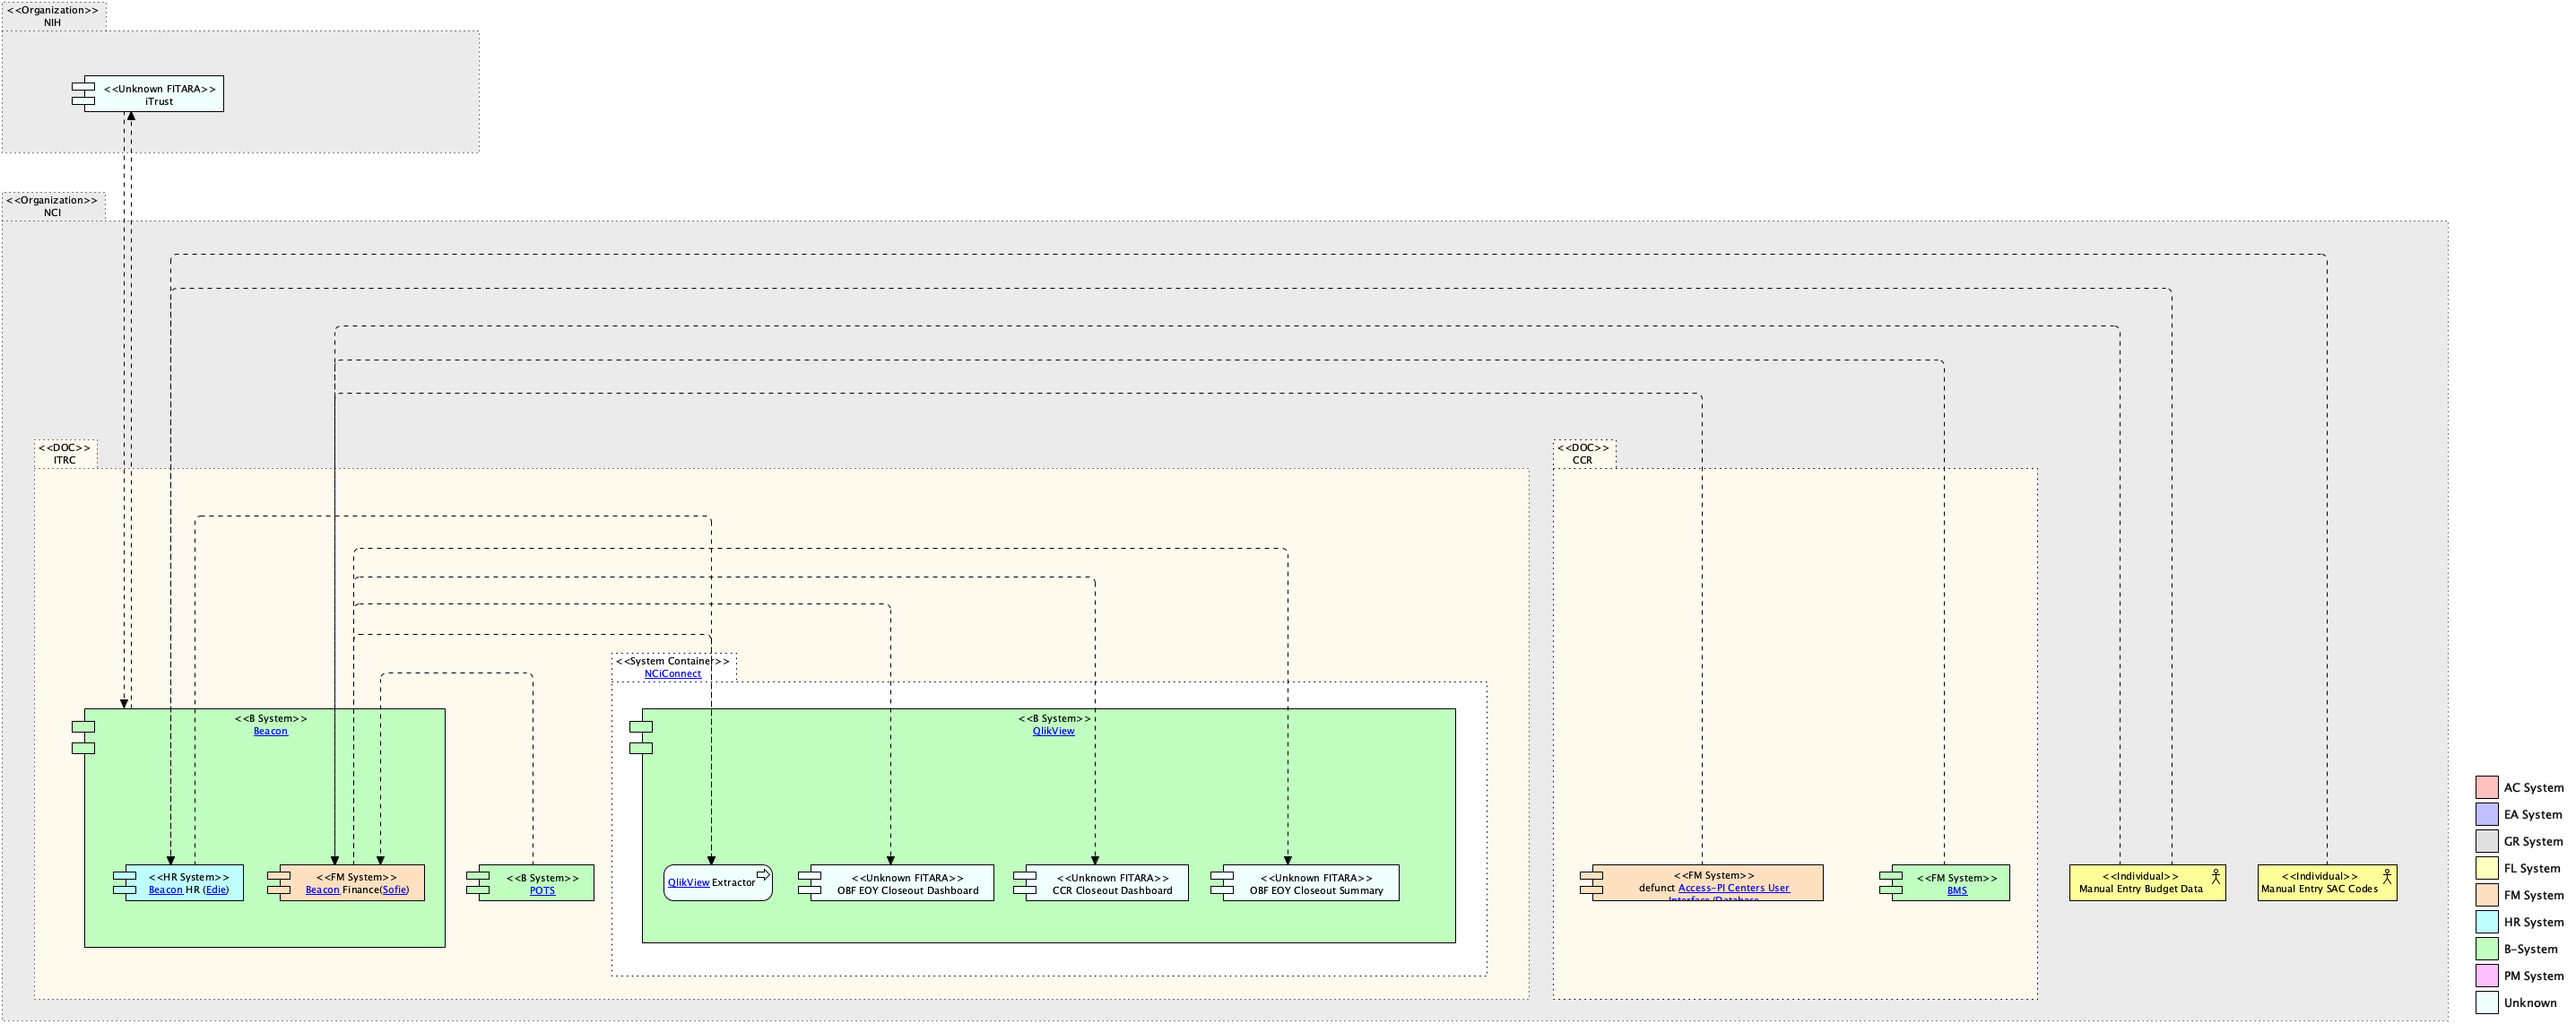 <<Organization>>
NIH
<<Unknown FITARA>>
iTrust
<<Organization>>
NCI
<<DOC>>
ITRC
<<DOC>>
CCR
<<System Container>>
NCiConnect
<<B System>>
Beacon
<<B System>>
QlikView
<<HR System>>
Beacon HR (Edie)
<<FM System>>
Beacon Finance(Sofie)
<<B System>>
POTS
QlikView Extractor
<<Unknown FITARA>>
OBF EOY Closeout Dashboard
<<Unknown FITARA>>
CCR Closeout Dashboard
<<Unknown FITARA>>
OBF EOY Closeout Summary
<<FM System>>
defunct Access-PI Centers User
Interface/Database
<<FM System>>
BMS
<<Individual>>
Manual Entry Budget Data
<<Individual>>
Manual Entry SAC Codes
AC System
EA System
GR System
FL System
FM System
HR System
B-System
PM System
Unknown